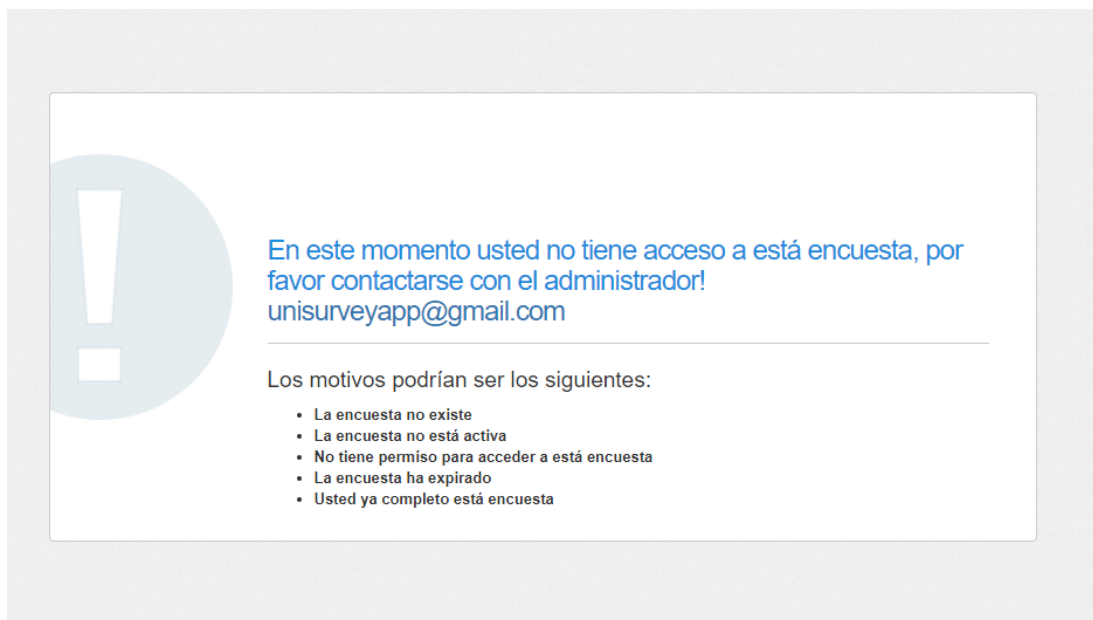 En este momento usted no tiene acceso a está encuesta, por
favor contactarse con el administrador!
unisurveyapp@gmail.com
Los motivos podrían ser los siguientes:
• La encuesta no existe
• La encuesta no está activa
• No tiene permiso para acceder a está encuesta
• La encuesta ha expirado
• Usted ya completo está encuesta